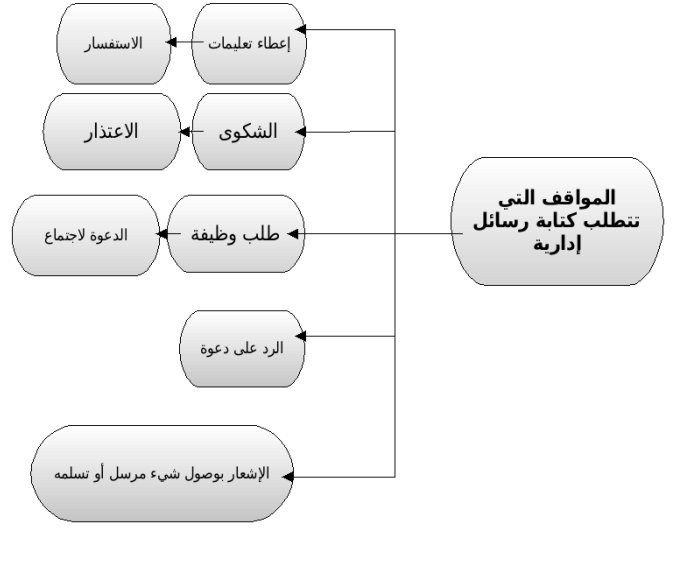 المواقف التي
تتطلب كتابة رسائل
إدارية
إعطاء تعليمات
الاستفسار
الشكوى
الاعتذار
طلب وظيفة
الدعوة لاجتماع
الرد على دعوة
الإشعار بوصول شيء مرسل أو تسلمه